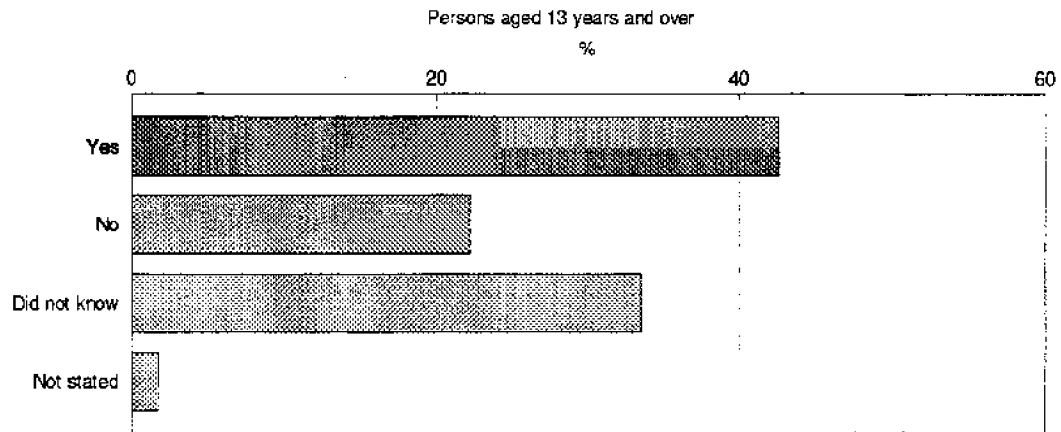 Persons aged 13 years and over
%
0 20 40 60
Yes
No
Did not know
Not stated